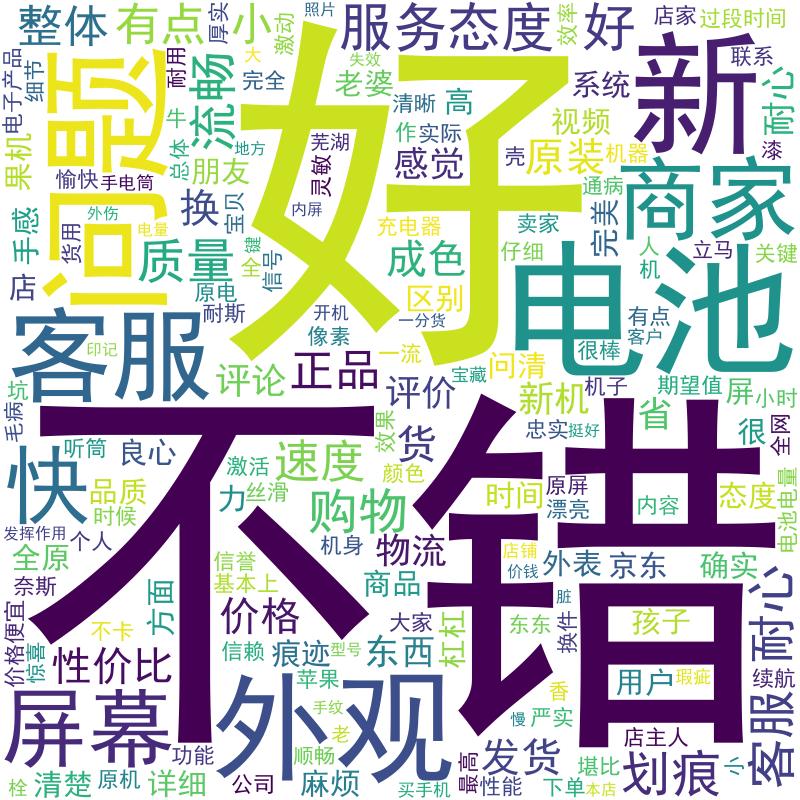 整体
有点
小
厚实
激动
照片
服务态度
效率
好
店家
过段时间
联系
电子产品
细节
耐用
问题
流畅
大
完全
失效
老婆
清晰
高
系统
新
耐心
好
果机
总体
牛
地方
朋友
芜湖
灵敏
作
实际
感觉
视频
原装
机器
壳
通病
漆
商家
愉快
手电筒
手感
外伤
货用
电量
换
宝贝
内屏
充电器
卖家
仔细
完美
人
机
立马
关键
店
质量
键
全
信号
原电
耐斯
成色
区别
电池
开机
像素
一分货
有点
客户
很棒
客服
印记
坑
毛病
评论
正品
一流
宝藏
问清
评价
新机
机子
期望值
屏
小时
不错
快
听筒
良心
激活
力
丝滑
速度
效果
货
颜色
忠实
挺好
省
很
全网
品质
时候
购物
时间
原屏
漂亮
内容
态度
电池电量
发挥作用
个人
全原
奈斯
方面
信誉
基本上
机身
物流
商品
店铺
价钱
外表
京东
确实
耐心
客服
价格便宜
惊喜
不卡
价格
信赖
痕迹
型号
大家
东西
杠杠
东东
脏
换件
孩子
性价比
屏幕
外观
苹果
手纹
老
顺畅
香
慢
严实
用户
瑕疵
续航
功能
发货
店主人
划痕
小
栓
清楚
原机
详细
公司
麻烦
买手机
最高
性能
下单
堪比
本店